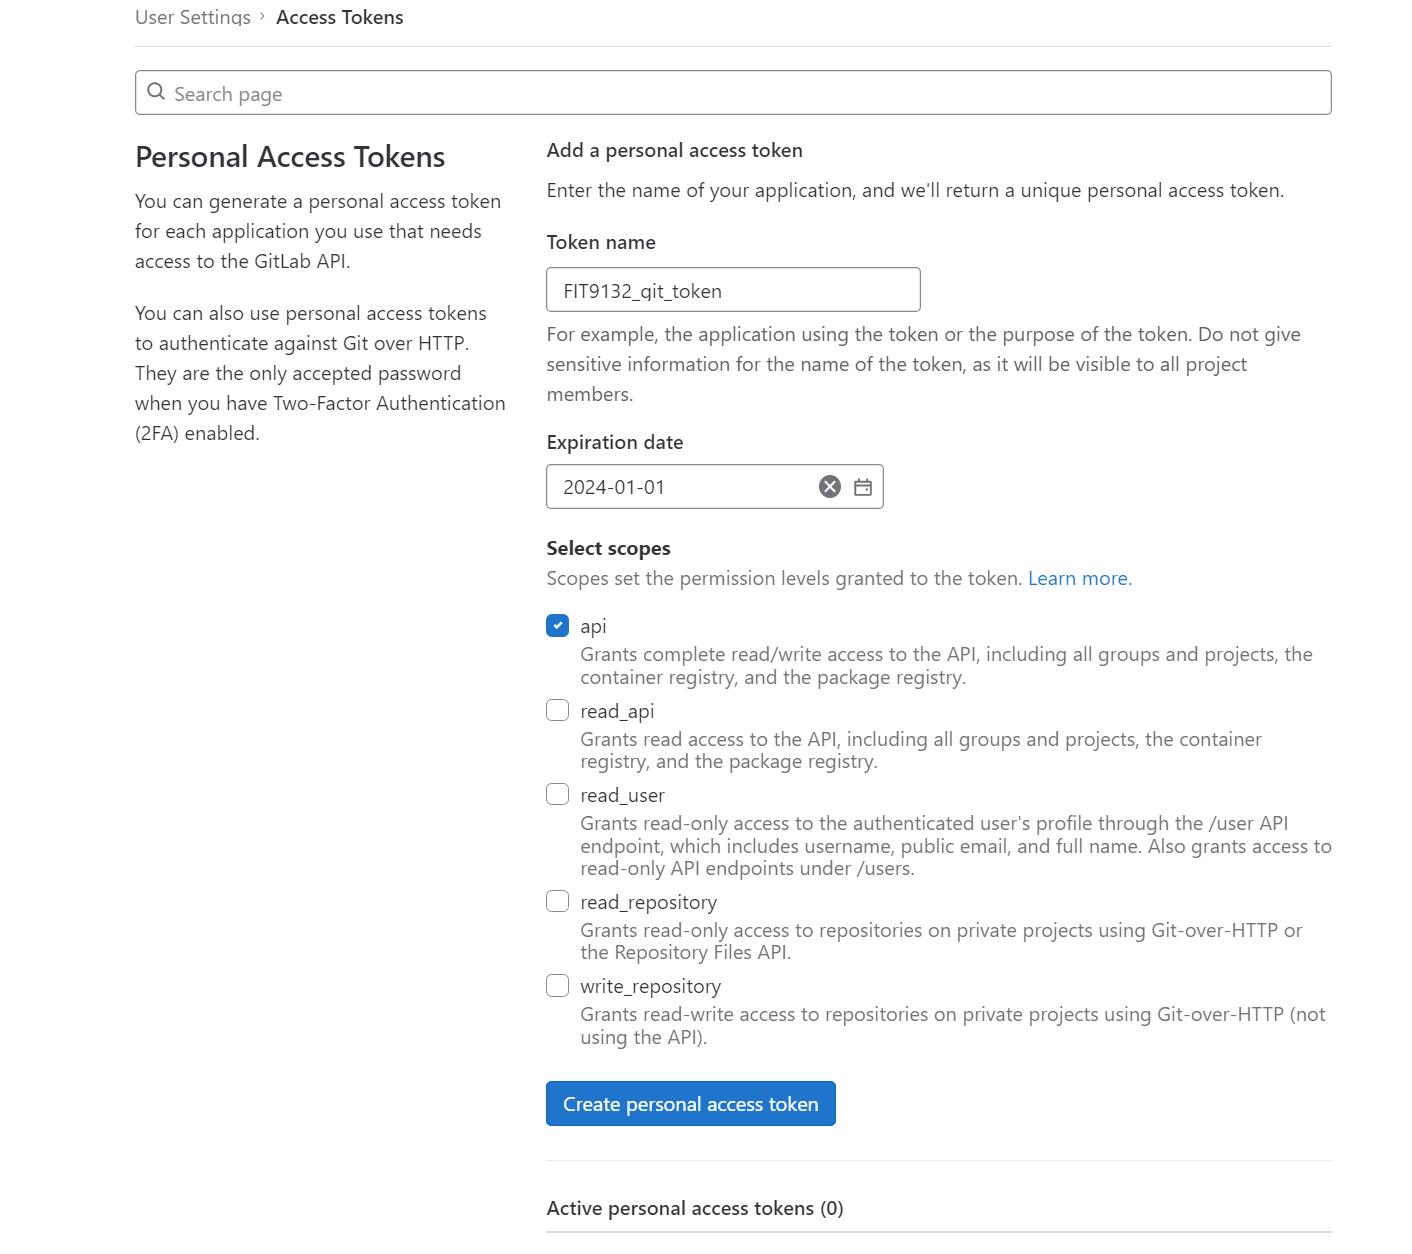 User Settings > Access Tokens
Search page
Personal Access Tokens
You can generate a personal access token
for each application you use that needs
access to the GitLab API.
You can also use personal access tokens
to authenticate against Git over HTTP.
They are the only accepted password
when you have Two-Factor Authentication
(2FA) enabled.
Add a personal access token
Enter the name of your application, and we'll return a unique personal access token.
Token name
FIT9132_git_token
For example, the application using the token or the purpose of the token. Do not give
sensitive information for the name of the token, as it will be visible to all project
members.
Expiration date
2024-01-01
Select scopes
Scopes set the permission levels granted to the token. Learn more.
api
Grants complete read/write access to the API, including all groups and projects, the
container registry, and the package registry.
read_api
Grants read access to the API, including all groups and projects, the container
registry, and the package registry.
read_user
Grants read-only access to the authenticated user's profile through the /user API
endpoint, which includes username, public email, and full name. Also grants access to
read-only API endpoints under /users.
read_repository
Grants read-only access to repositories on private projects using Git-over-HTTP or
the Repository Files API.
write_repository
Grants read-write access to repositories on private projects using Git-over-HTTP (not
using the API).
Create personal access token
Active personal access tokens (0)